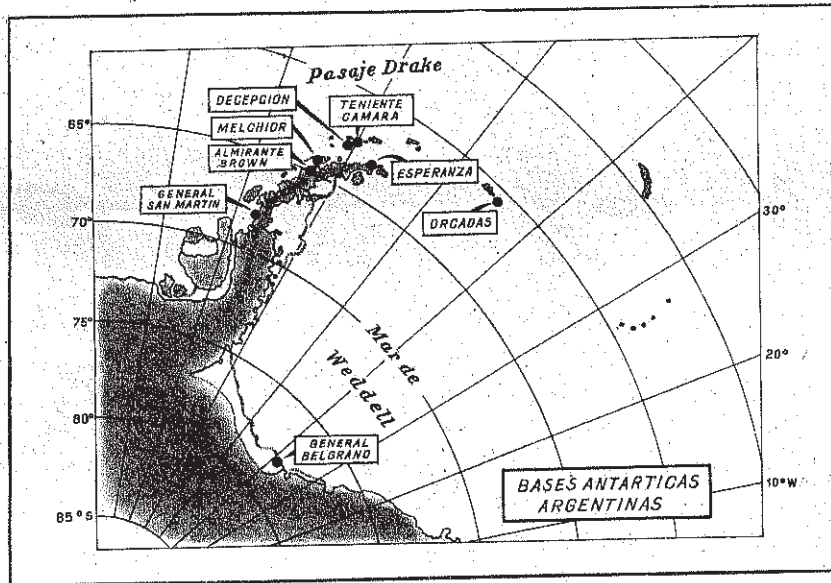 Pasaje Drake
DECEPCIÓN
TENIENTE
CAMARA
MELCHIOR
ALMIRANTE
BROWN
ESPERANZA
GENERAL
SAN MARTIN
ORCADAS
65°
70°
75°
80°
85° S
30°
20°
10° W
Mar de
Weddell
GENERAL
BELGRANO
BASES ANTARTICAS
ARGENTINAS